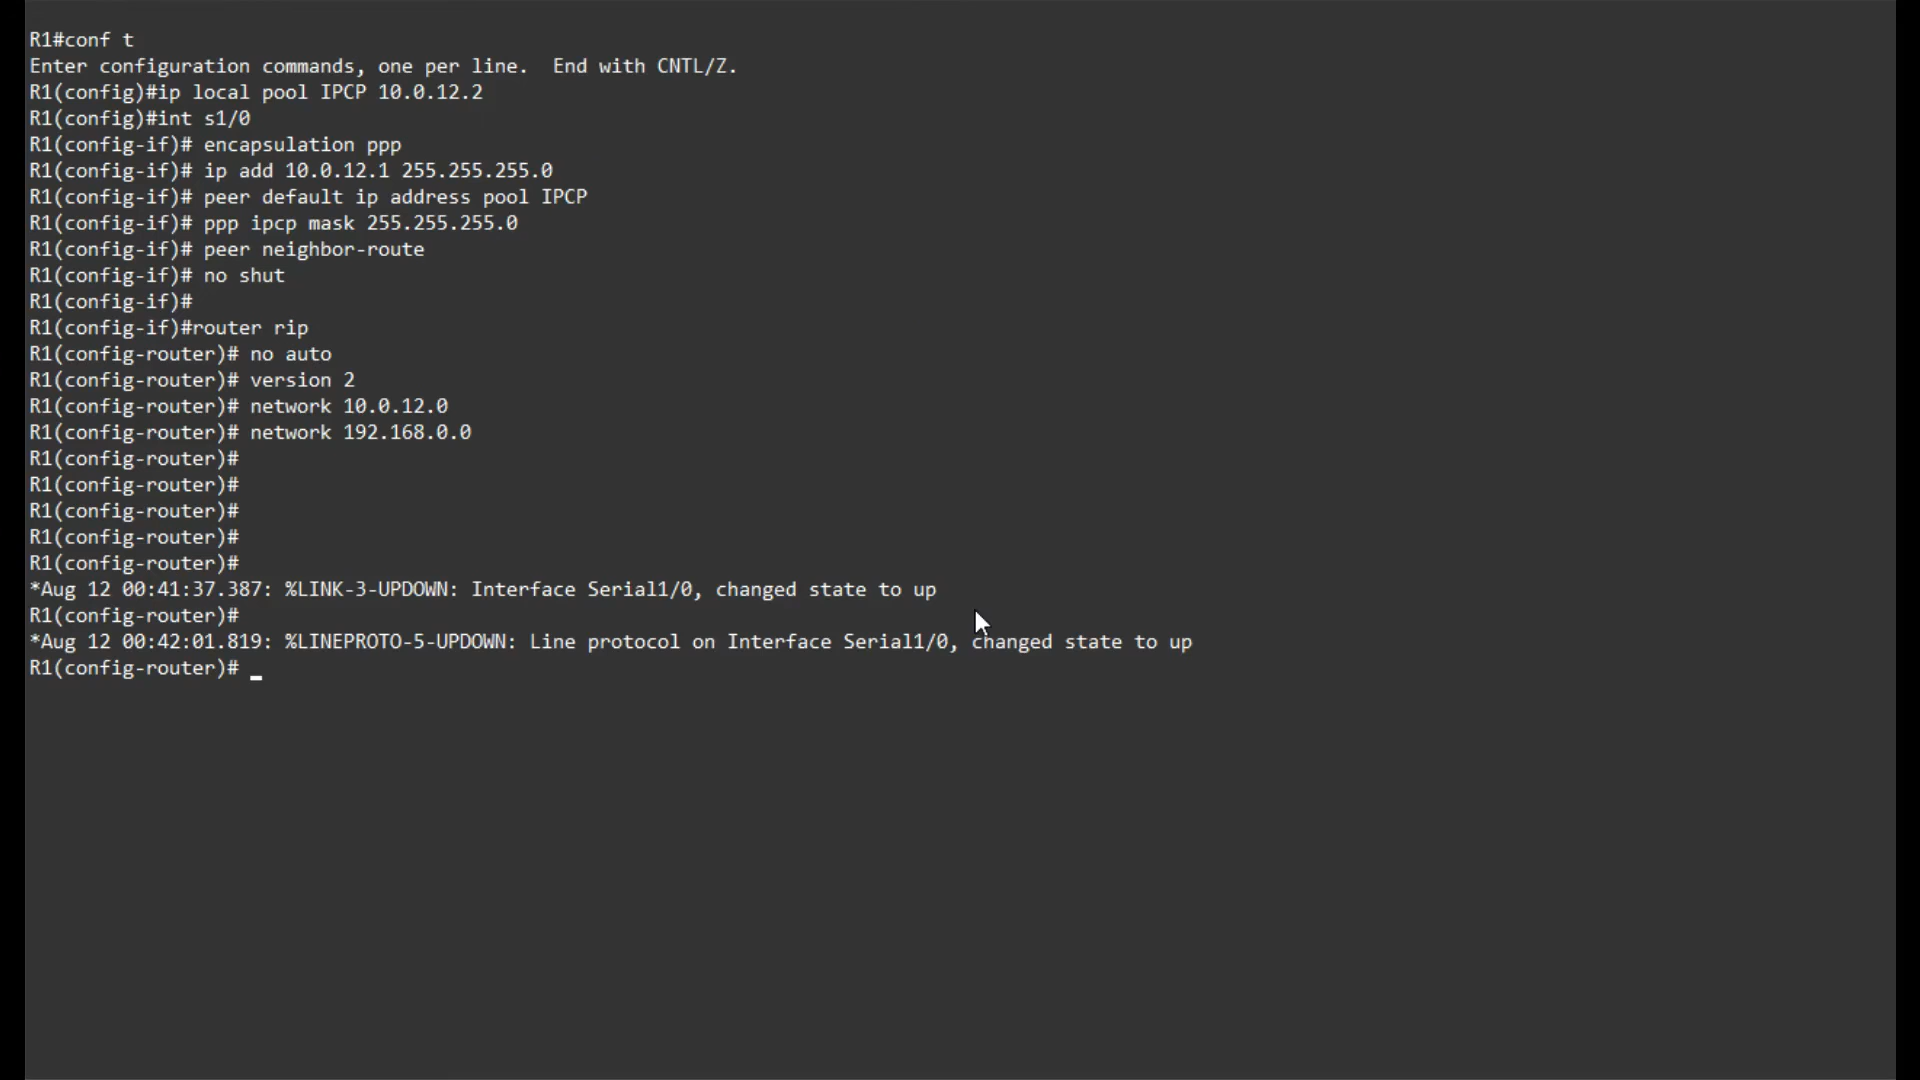 R1#conf t
Enter configuration commands, one per line.  End with CNTL/Z.
R1(config)#ip local pool IPCP 10.0.12.2
R1(config)#int s1/0
R1(config-if)# encapsulation ppp
R1(config-if)# ip add 10.0.12.1 255.255.255.0
R1(config-if)# peer default ip address pool IPCP
R1(config-if)# ppp ipcp mask 255.255.255.0
R1(config-if)# peer neighbor-route
R1(config-if)# no shut
R1(config-if)#
R1(config-if)#router rip
R1(config-router)# no auto
R1(config-router)# version 2
R1(config-router)# network 10.0.12.0
R1(config-router)# network 192.168.0.0
R1(config-router)#
R1(config-router)#
R1(config-router)#
R1(config-router)#
R1(config-router)#
*Aug 12 00:41:37.387: %LINK-3-UPDOWN: Interface Serial1/0, changed state to up
R1(config-router)#
*Aug 12 00:42:01.819: %LINEPROTO-5-UPDOWN: Line protocol on Interface Serial1/0, changed state to up
R1(config-router)#